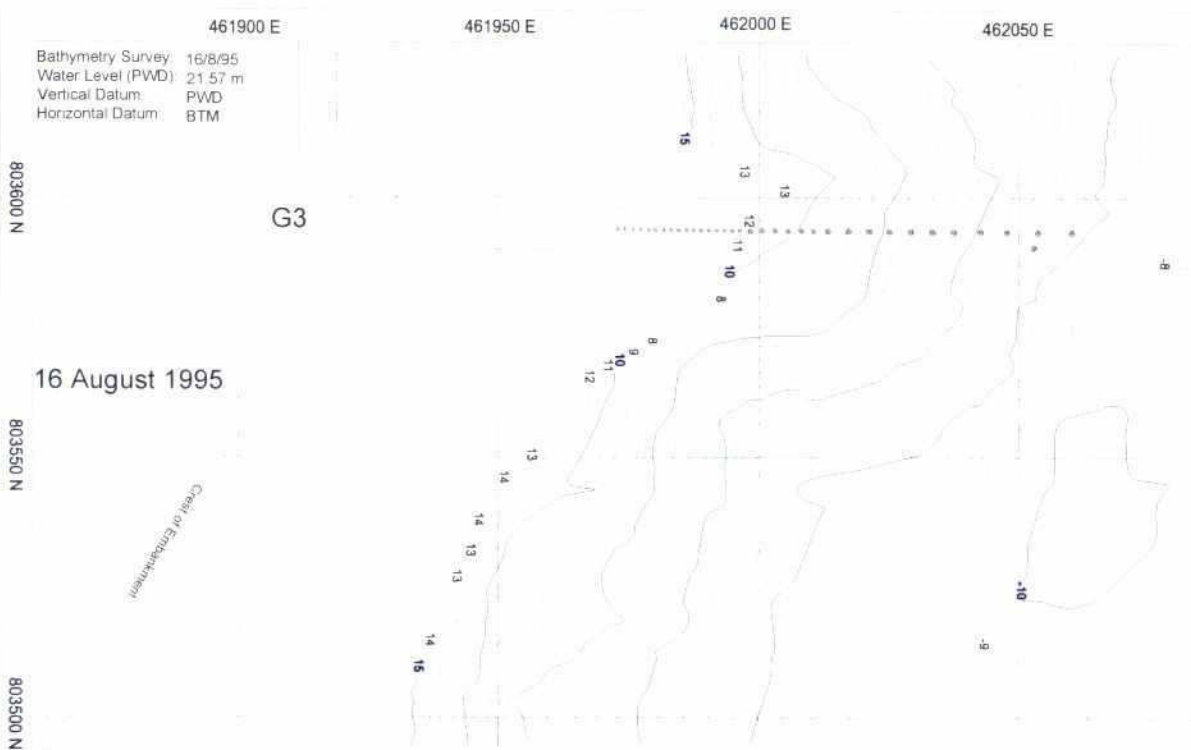 461900 E
461950 E
462000 E
462050 E
Bathymetry Survey: 16/8/95
Water Level (PWD): 21.57 m
Vertical Datum: PWD
Horizontal Datum: BTM
803600 N
G3
15
13
13
12
11
10
8
-8
8
9
10
11
12
16 August 1995
803550 N
13
14
14
13
13
14
15
Crest of Embankment
-10
-9
803500 N